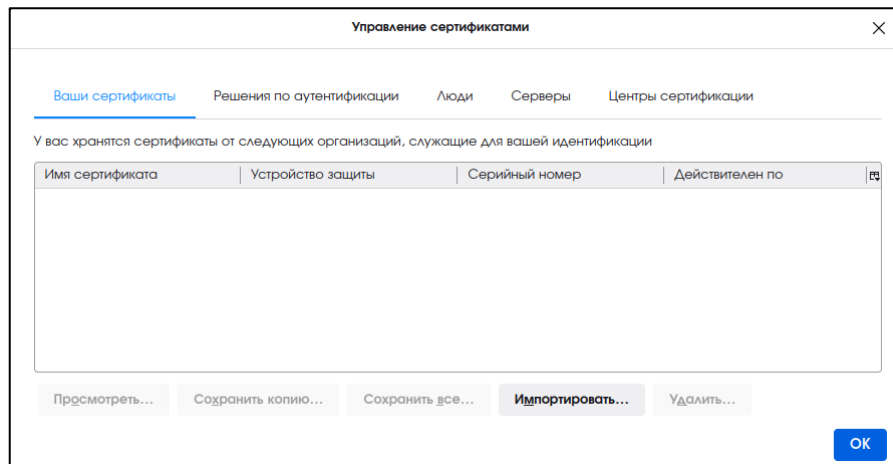 Управление сертификатами
Ваши сертификаты Решения по аутентификации Люди Серверы Центры сертификации
У вас хранятся сертификаты от следующих организаций, служащие для вашей идентификации
Имя сертификата Устройство защиты Серийный номер Действителен по
Просмотреть... Сохранить копию... Сохранить все... Импортировать... Удалить...
ОК